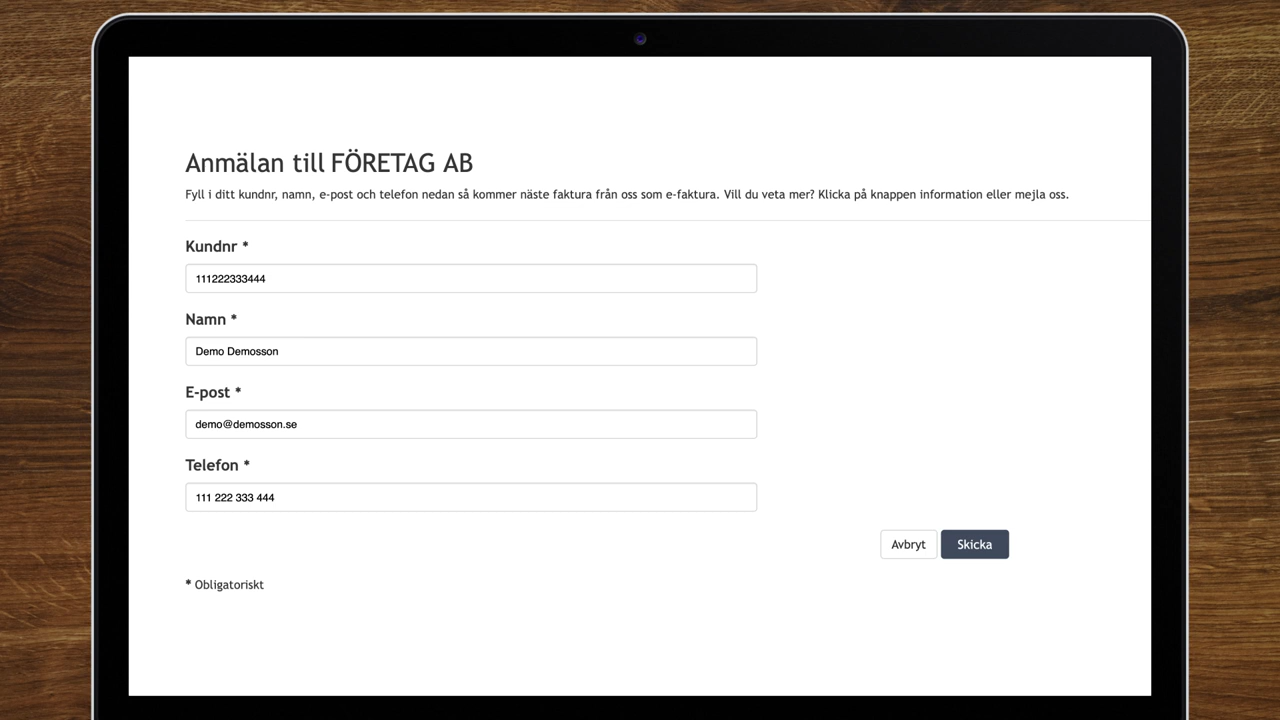 Anmälan till FÖRETAG AB
Fyll i ditt kundnr, namn, e-post och telefon nedan så kommer näste faktura från oss som e-faktura. Vill du veta mer? Klicka på knappen information eller mejla oss.
Kundnr *
111222333444
Namn *
Demo Demosson
E-post *
demo@demosson.se
Telefon *
111 222 333 444
Avbryt Skicka
* Obligatoriskt